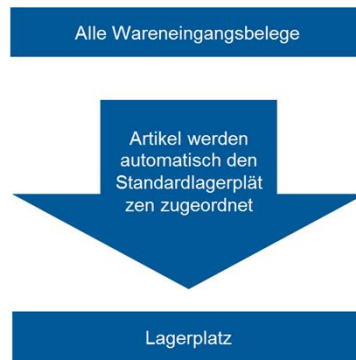 Alle Wareneingangsbelege
Artikel werden
automatisch den
Standardlagerplät
zen zugeordnet
Lagerplatz